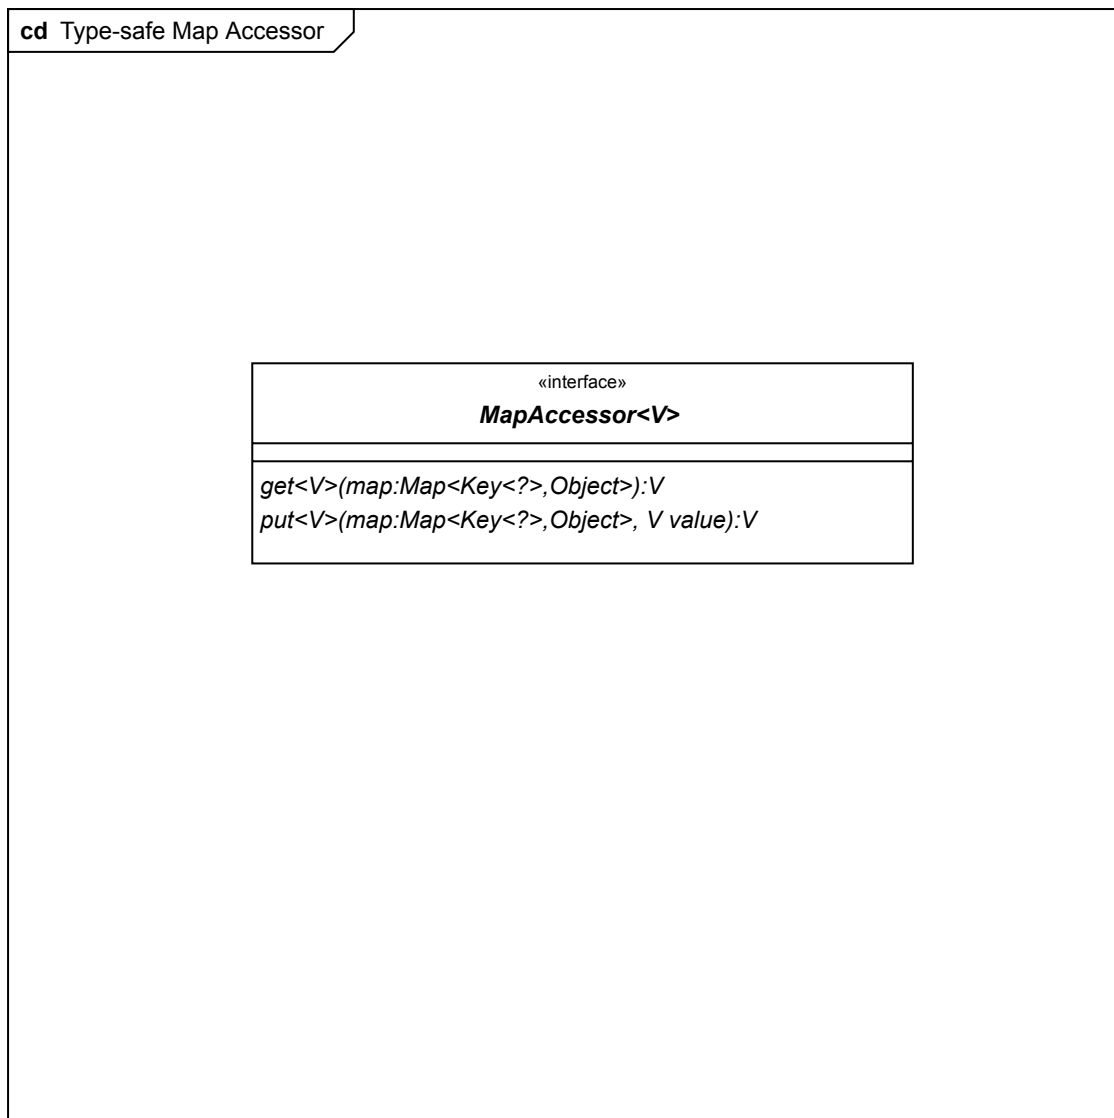 cd Type-safe Map Accessor
«interface»
MapAccessor<V>
get<V>(map:Map<Key<?>,Object>):V
put<V>(map:Map<Key<?>,Object>, V value):V